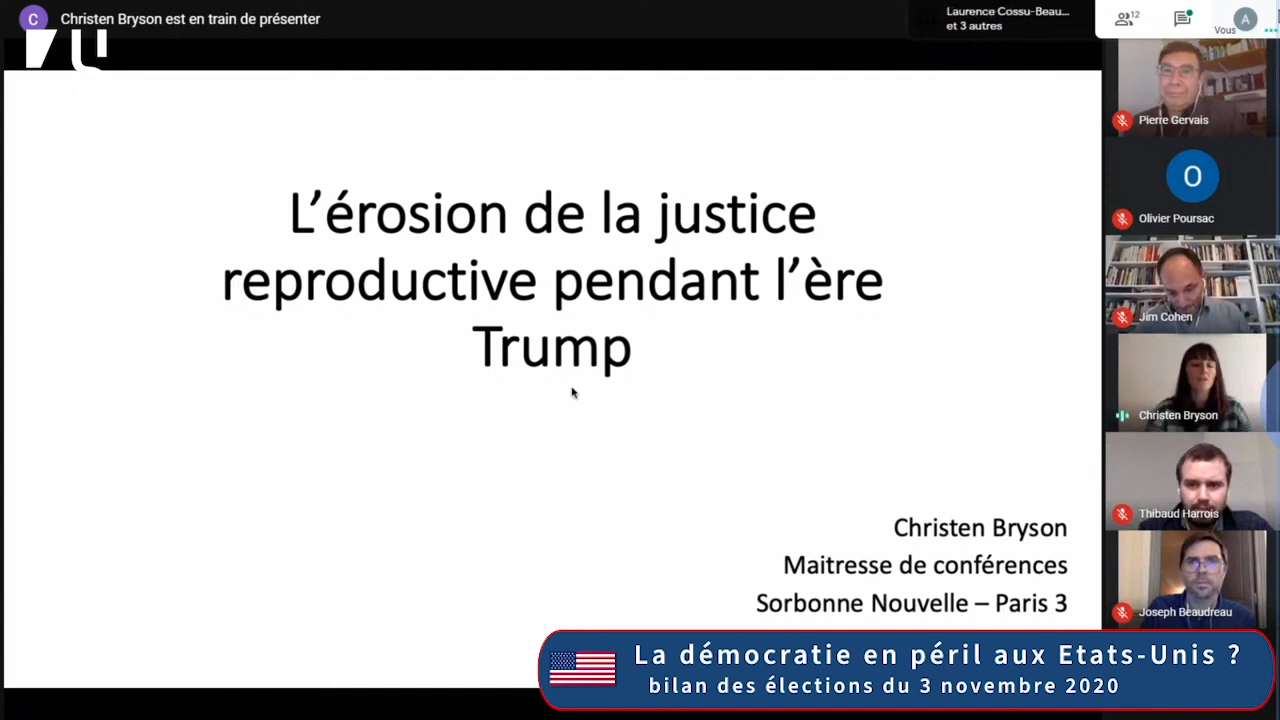 C
Christen Bryson est en train de présenter
Laurence Cossu-Beau...
et 3 autres
12
Vous
A
L'érosion de la justice
reproductive pendant l'ère
Trump
Christen Bryson
Maitresse de conférences
Sorbonne Nouvelle – Paris 3
Pierre Gervais
O
Olivier Poursac
Jim Cohen
Christen Bryson
Thibaud Harrois
Joseph Beaudreau
La démocratie en péril aux Etats-Unis ?
bilan des élections du 3 novembre 2020